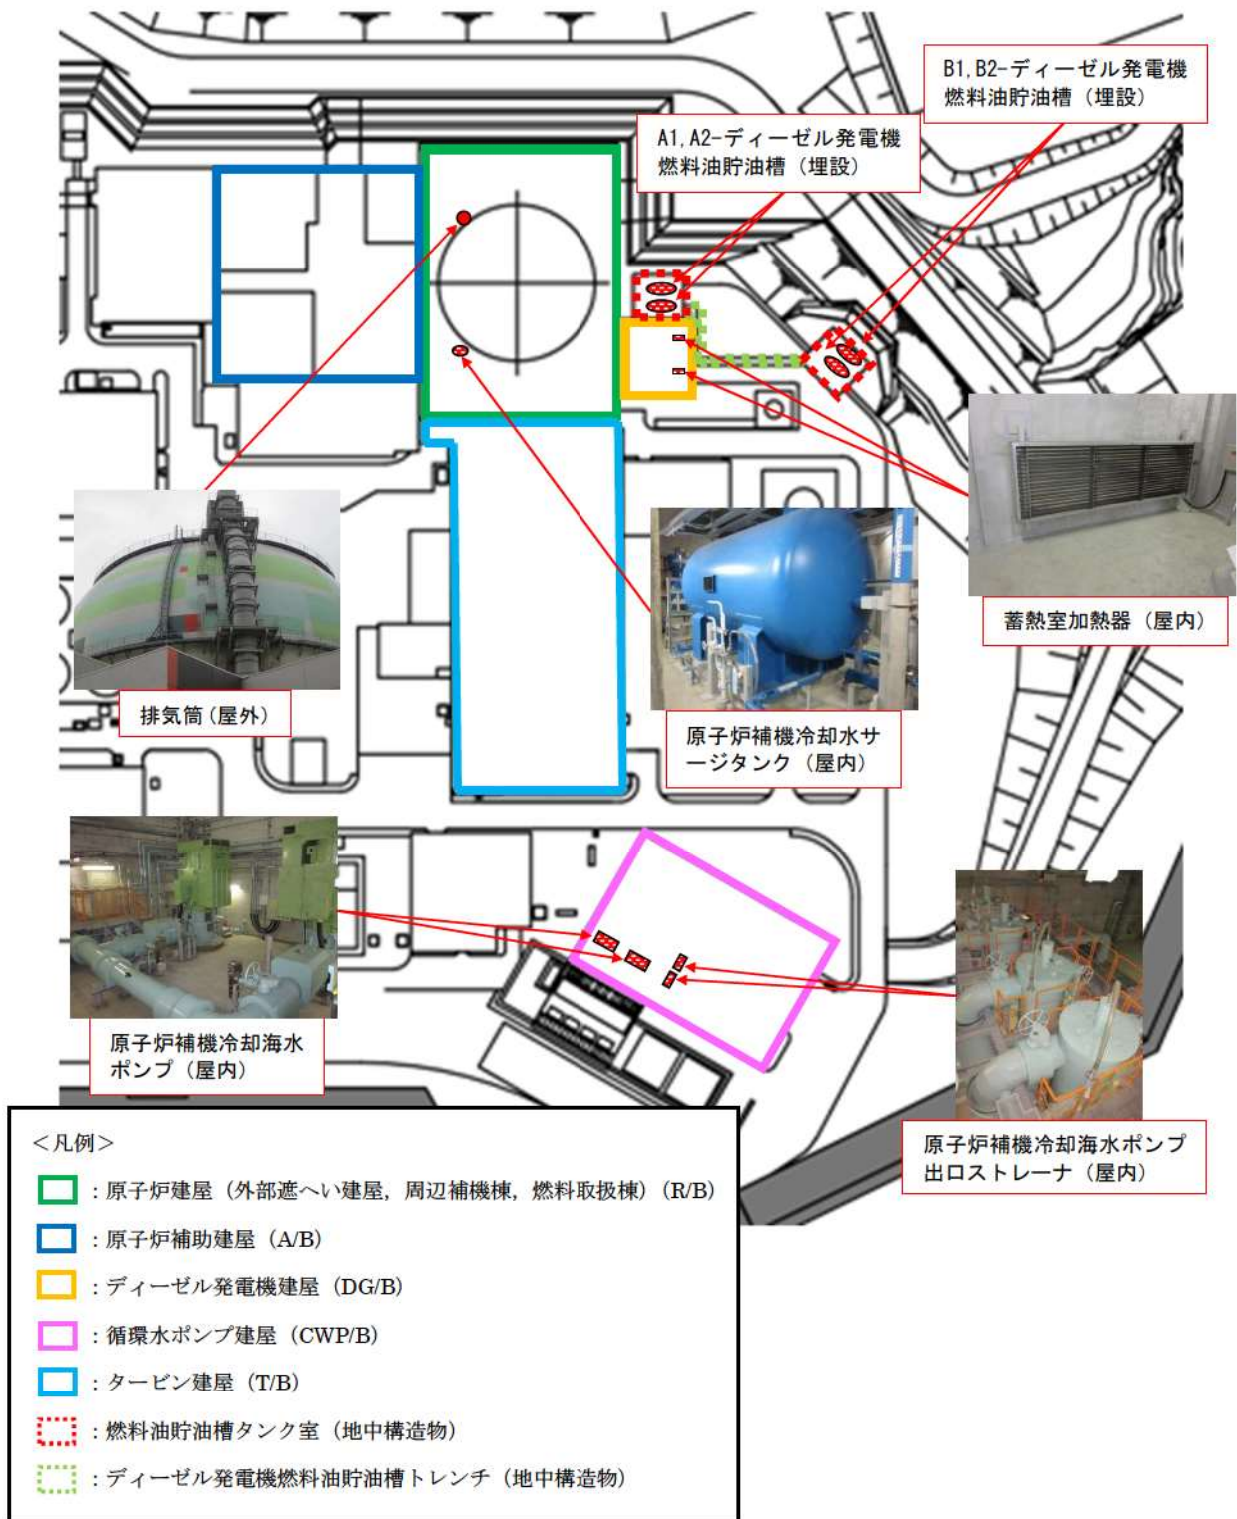 B1,B2-ディーゼル発電機
燃料油貯油槽（埋設）
A1,A2-ディーゼル発電機
燃料油貯油槽（埋設）
蓄熱室加熱器（屋内）
排気筒(屋外)
原子炉補機冷却水サ
ージタンク（屋内）
原子炉補機冷却海水
ポンプ（屋内）
原子炉補機冷却海水ポンプ
出口ストレーナ（屋内）
＜凡例＞
：原子炉建屋（外部遮へい建屋，周辺補機棟，燃料取扱棟）（R/B）
：原子炉補助建屋（A/B）
：ディーゼル発電機建屋（DG/B）
：循環水ポンプ建屋（CWP/B）
：タービン建屋（T/B）
：燃料油貯油槽タンク室（地中構造物）
：ディーゼル発電機燃料油貯油槽トレンチ（地中構造物）